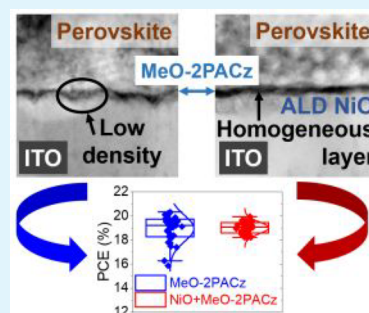 Perovskite
Perovskite
MeO-2PACz
ALD NiO
ITO
Low
density
ITO
Homogeneous
layer
PCE (%)
22
20
18
16
14
12
MeO-2PACz
NiO+MeO-2PACz